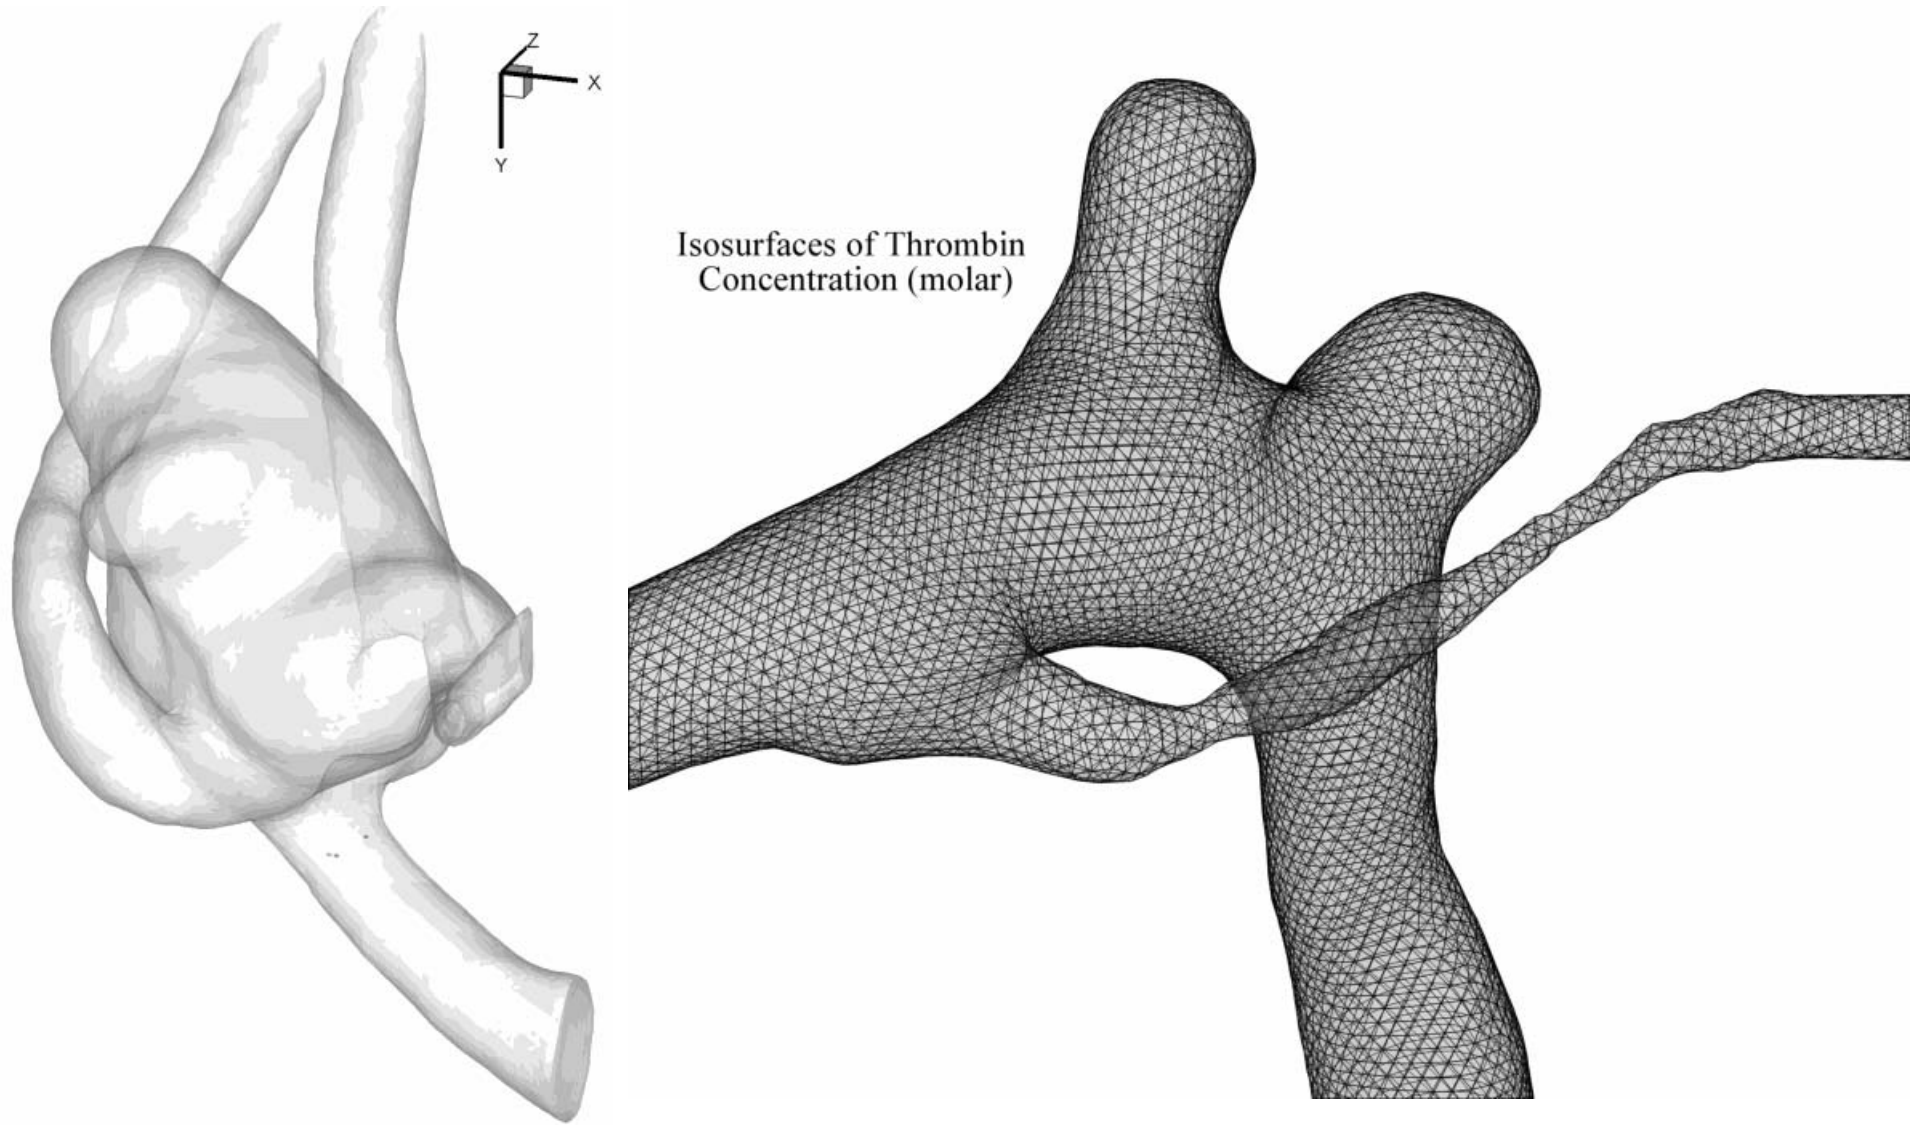 Z
X
Y
Isosurfaces of Thrombin
Concentration (molar)